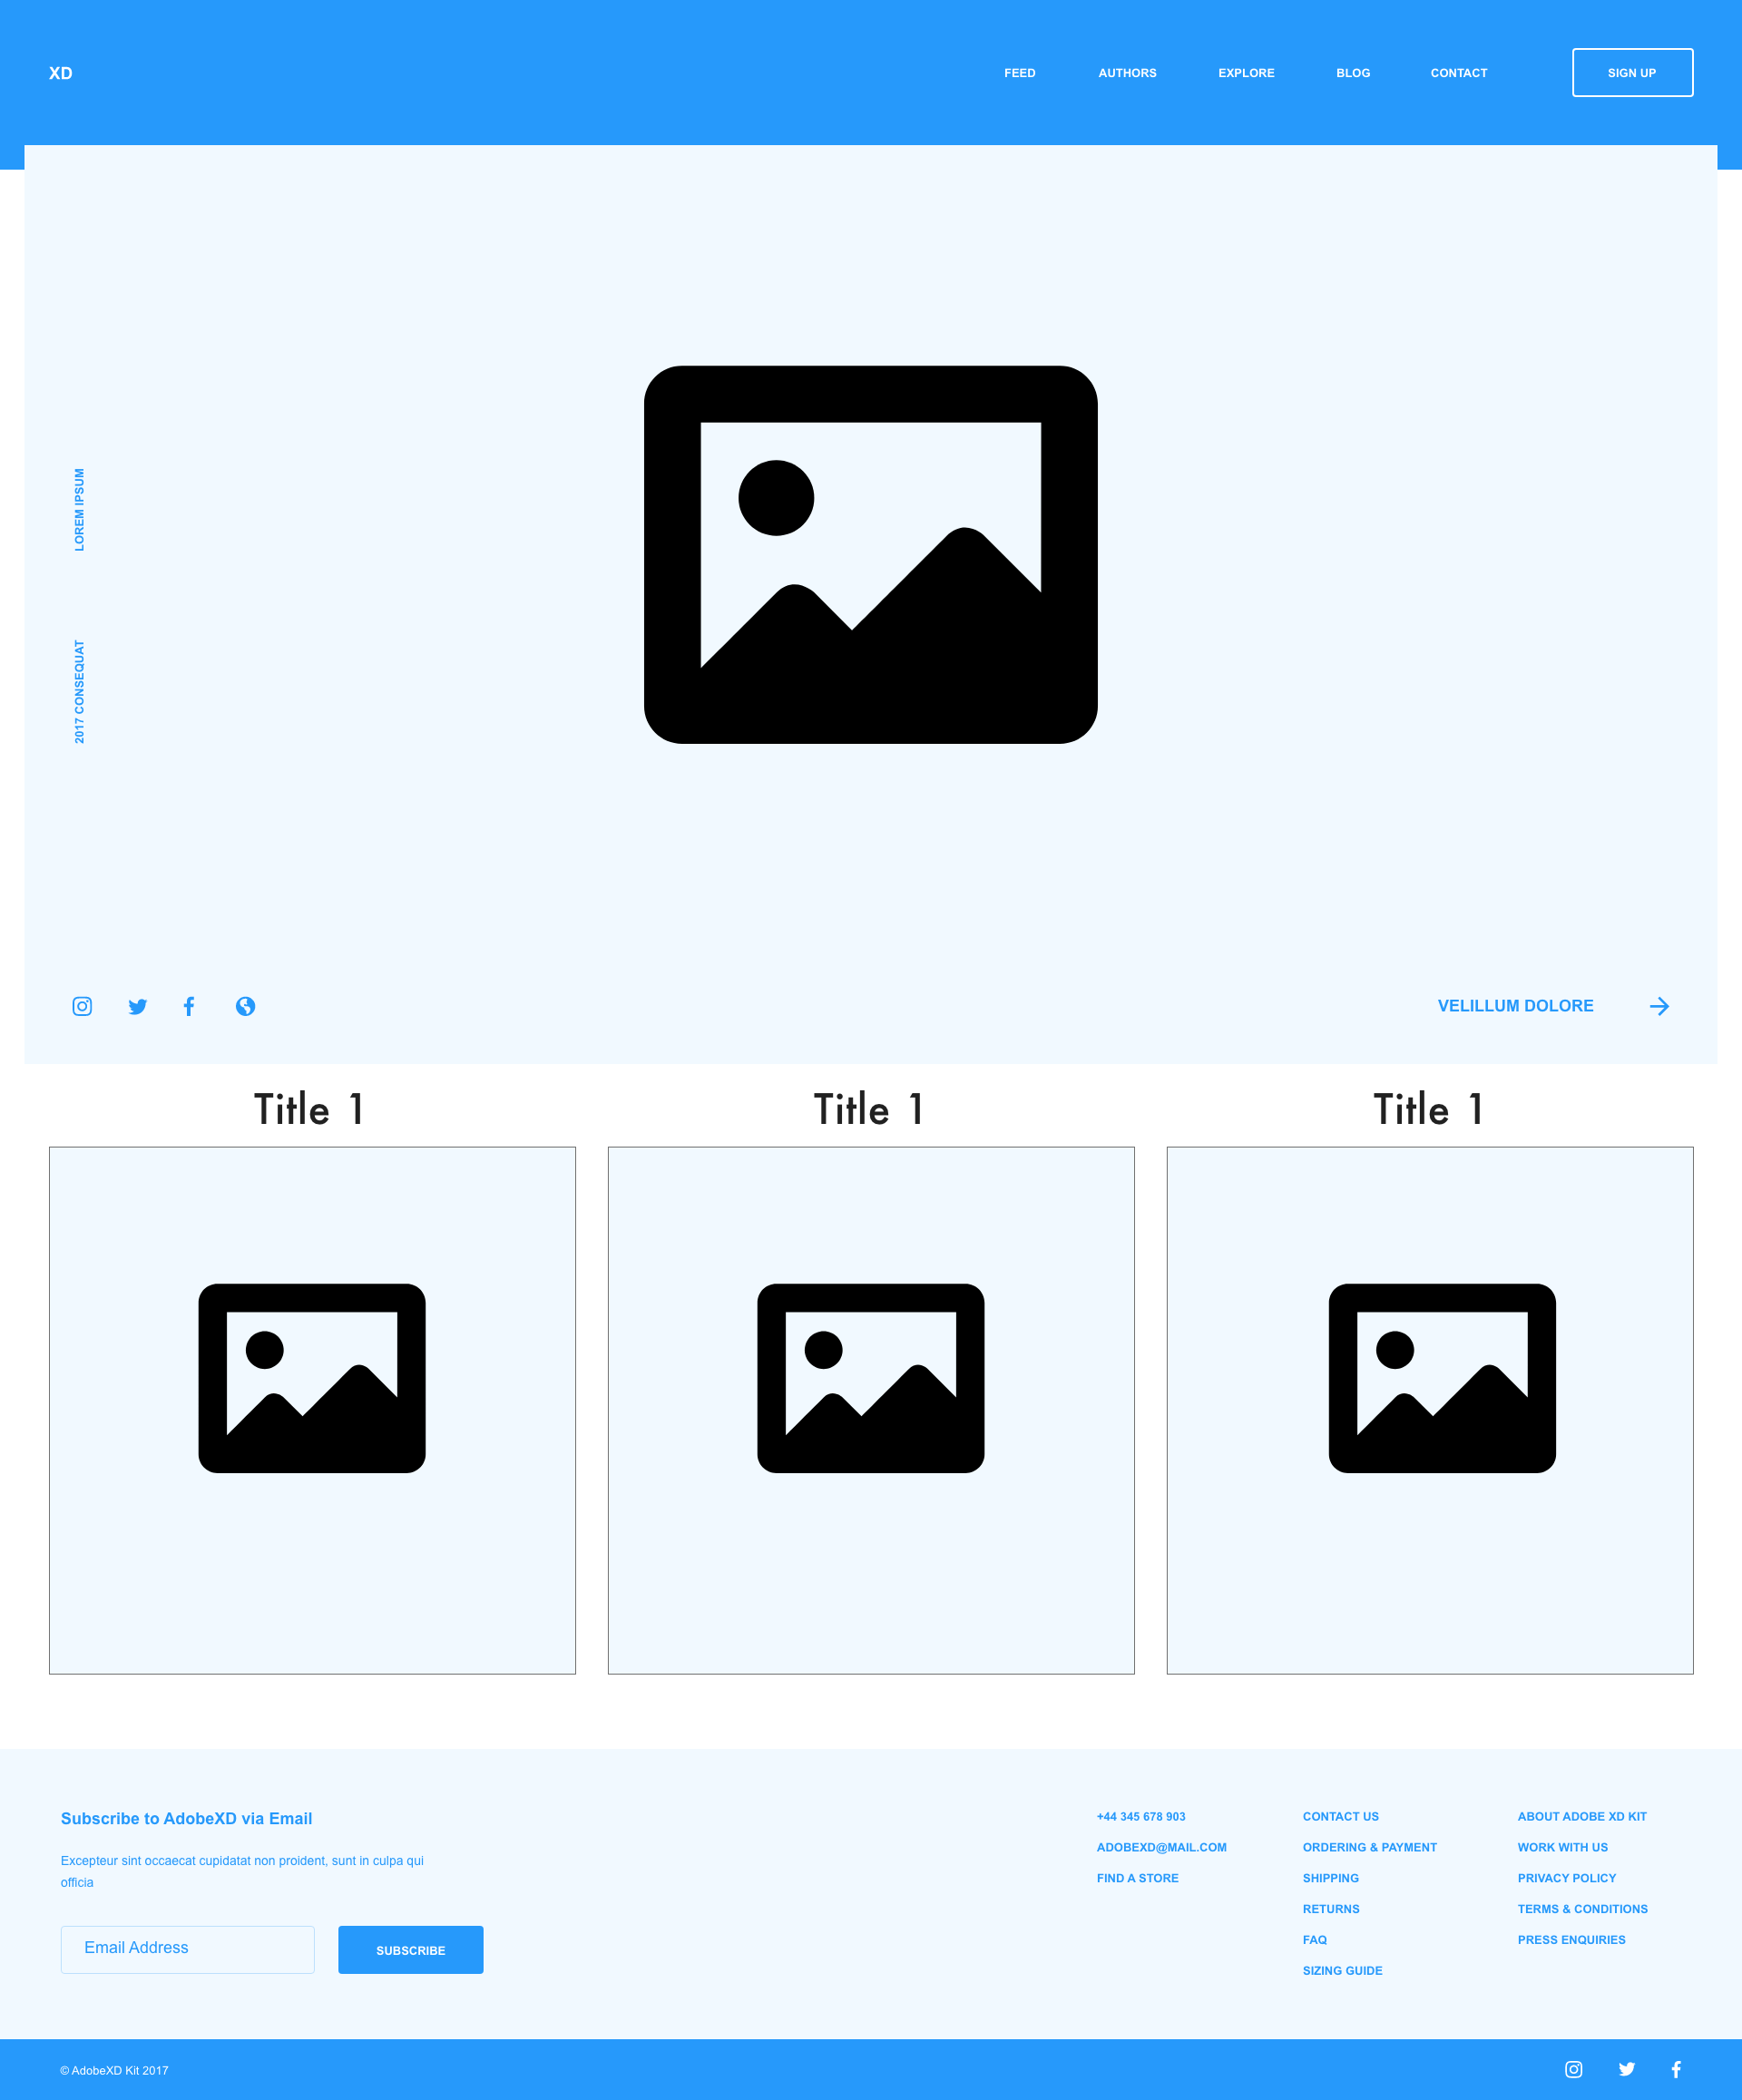 XD
FEED
AUTHORS
EXPLORE
BLOG
CONTACT
SIGN UP
LOREM IPSUM
2017 CONSEQUAT
VELILLUM DOLORE
Title 1
Title 1
Title 1
Subscribe to AdobeXD via Email
Excepteur sint occaecat cupidatat non proident, sunt in culpa qui
officia
Email Address
SUBSCRIBE
+44 345 678 903
ADOBEXD@MAIL.COM
FIND A STORE
CONTACT US
ORDERING & PAYMENT
SHIPPING
RETURNS
FAQ
SIZING GUIDE
ABOUT ADOBE XD KIT
WORK WITH US
PRIVACY POLICY
TERMS & CONDITIONS
PRESS ENQUIRIES
© AdobeXD Kit 2017